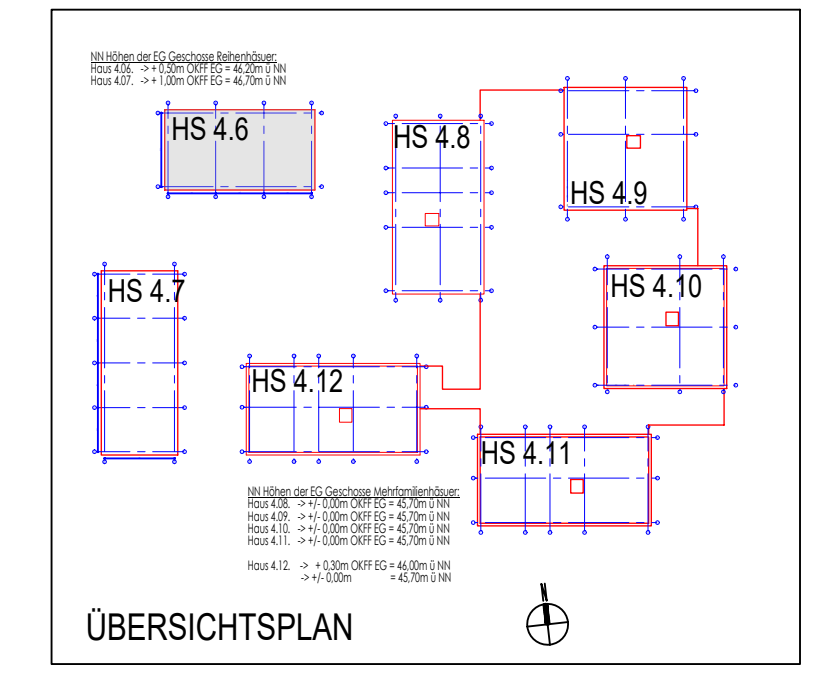 NN Höhen der EG Geschosse Reihenhäsuer:
Haus 4.06. -> + 0,50m OKFF EG = 46,20m ü NN
Haus 4.07. -> + 1,00m OKFF EG = 46,70m ü NN
HS 4.6
HS 4.8
HS 4.9
HS 4.7
HS 4.10
HS 4.12
HS 4.11
NN Höhen der EG Geschosse Mehrfamilienhäsuer:
Haus 4.08. -> +/- 0,00m OKFF EG = 45,70m ü NN
Haus 4.09. -> +/- 0,00m OKFF EG = 45,70m ü NN
Haus 4.10. -> +/- 0,00m OKFF EG = 45,70m ü NN
Haus 4.11. -> +/- 0,00m OKFF EG = 45,70m ü NN
Haus 4.12. -> + 0,30m OKFF EG = 46,00m ü NN
-> +/- 0,00m = 45,70m ü NN
ÜBERSICHTSPLAN
N